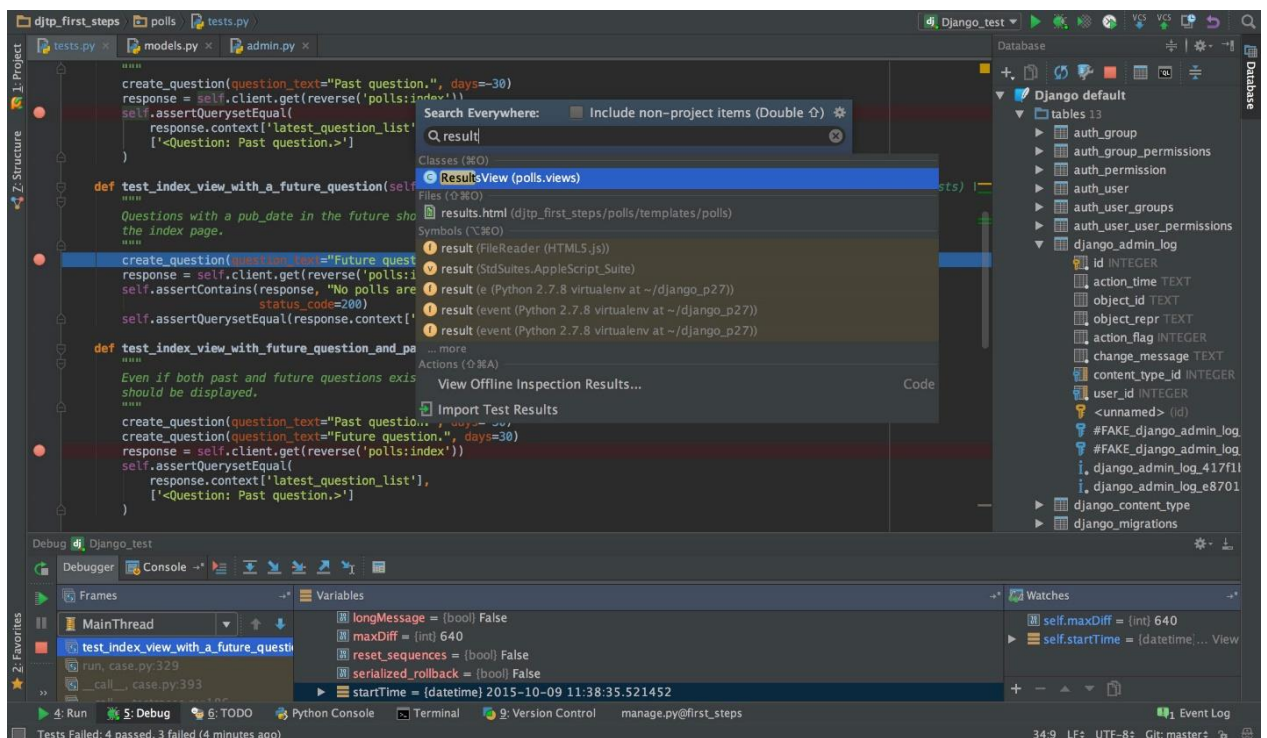 djtp_first_steps polls tests.py
Django_test
tests.py × models.py × admin.py ×
1: Project
Z: Structure
2: Favorites
"""
create_question(question_text="Past question.", days=-30)
response = self.client.get(reverse('polls:index'))
self.assertQuerysetEqual(
response.context['latest_question_list'
['<Question: Past question.>']
)
def test_index_view_with_a_future_question(self
"""
Questions with a pub_date in the future sho
the index page.
"""
create_question(question_text="Future quest
response = self.client.get(reverse('polls:i
self.assertContains(response, "No polls are
status_code=200)
self.assertQuerysetEqual(response.context['
def test_index_view_with_future_question_and_pa
"""
Even if both past and future questions exis
should be displayed.
"""
create_question(question_text="Past question.", days=-30)
create_question(question_text="Future question.", days=30)
response = self.client.get(reverse('polls:index'))
self.assertQuerysetEqual(
response.context['latest_question_list'],
['<Question: Past question.>']
)
Search Everywhere: Include non-project items (Double ⇧)
result
Classes (⌘O)
ResultsView (polls.views)
Files (⇧⌘O)
results.html (djtp_first_steps/polls/templates/polls)
Symbols (⌥⌘O)
result (FileReader (HTML5.js))
result (StdSuites.AppleScript_Suite)
result (e (Python 2.7.8 virtualenv at ~/django_p27))
result (event (Python 2.7.8 virtualenv at ~/django_p27))
result (event (Python 2.7.8 virtualenv at ~/django_p27))
... more
Actions (⇧⌘A)
View Offline Inspection Results... Code
Import Test Results
sts)
Database
Database
Django default
tables 13
auth_group
auth_group_permissions
auth_permission
auth_user
auth_user_groups
auth_user_user_permissions
django_admin_log
id INTEGER
action_time TEXT
object_id TEXT
object_repr TEXT
action_flag INTEGER
change_message TEXT
content_type_id INTEGER
user_id INTEGER
<unnamed> (id)
#FAKE_django_admin_log_
#FAKE_django_admin_log_
django_admin_log_417f1
django_admin_log_e8701
django_content_type
django_migrations
Debug Django_test
Debugger Console
Frames
MainThread
test_index_view_with_a_future_questi
run, case.py:329
__call__, case.py:393
Variables
longMessage = {bool} False
maxDiff = {int} 640
reset_sequences = {bool} False
serialized_rollback = {bool} False
startTime = {datetime} 2015-10-09 11:38:35.521452
Watches
self.maxDiff = {int} 640
self.startTime = {datetime}... View
4: Run 5: Debug 6: TODO Python Console Terminal 9: Version Control manage.py@first_steps 1 Event Log
Tests Failed: 4 passed, 3 failed (4 minutes ago) 34:9 LF÷ UTF-8÷ Git: master÷